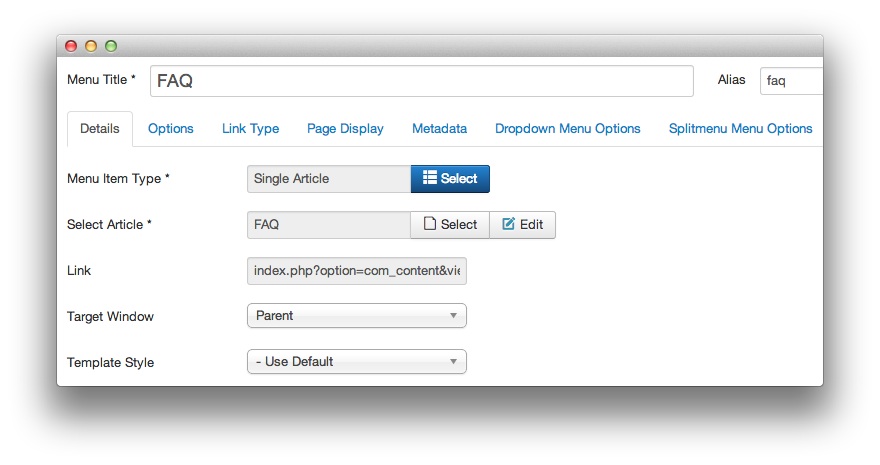 Menu Title * FAQ Alias faq
Details Options Link Type Page Display Metadata Dropdown Menu Options Splitmenu Menu Options
Menu Item Type * Single Article Select
Select Article * FAQ Select Edit
Link index.php?option=com_content&vie
Target Window Parent
Template Style - Use Default